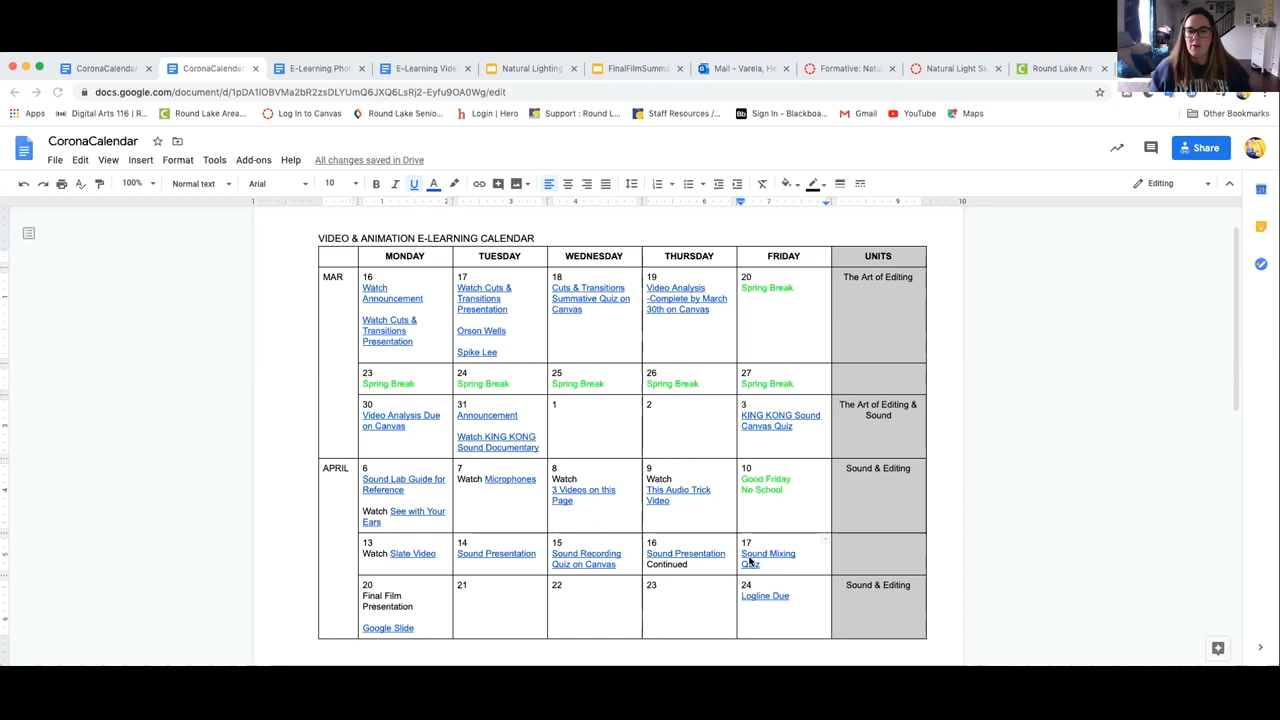 CoronaCalendar
CoronaCalendar
E-Learning Pho
E-Learning Vide
Natural Lighting
FinalFilmSumma
Mail - Varela, He
Formative: Natu
Natural Light Sk
Round Lake Are
docs.google.com/document/d/1pDA1IOBVMa2bR2zsDLYUmQ6JXQ6LsRj2-Eyfu9OA0Wg/edit
Apps
Digital Arts 116 | R...
Round Lake Area...
Log In to Canvas
Round Lake Senio...
Login | Hero
Support : Round L...
Staff Resources /...
Sign In - Blackboa...
Gmail
YouTube
Maps
Other Bookmarks
CoronaCalendar
File Edit View Insert Format Tools Add-ons Help All changes saved in Drive
Share
100% Normal text Arial 10 B I U A
Editing
VIDEO & ANIMATION E-LEARNING CALENDAR
MONDAY TUESDAY WEDNESDAY THURSDAY FRIDAY UNITS
MAR
16
Watch
Announcement
Watch Cuts &
Transitions
Presentation
17
Watch Cuts &
Transitions
Presentation
Orson Wells
Spike Lee
18
Cuts & Transitions
Summative Quiz on
Canvas
19
Video Analysis
-Complete by March
30th on Canvas
20
Spring Break
The Art of Editing
23
Spring Break
24
Spring Break
25
Spring Break
26
Spring Break
27
Spring Break
30
Video Analysis Due
on Canvas
31
Announcement
Watch KING KONG
Sound Documentary
1
2
3
KING KONG Sound
Canvas Quiz
The Art of Editing &
Sound
APRIL
6
Sound Lab Guide for
Reference
Watch See with Your
Ears
7
Watch Microphones
8
Watch
3 Videos on this
Page
9
Watch
This Audio Trick
Video
10
Good Friday
No School
Sound & Editing
13
Watch Slate Video
14
Sound Presentation
15
Sound Recording
Quiz on Canvas
16
Sound Presentation
Continued
17
Sound Mixing
Quiz
20
Final Film
Presentation
Google Slide
21
22
23
24
Logline Due
Sound & Editing